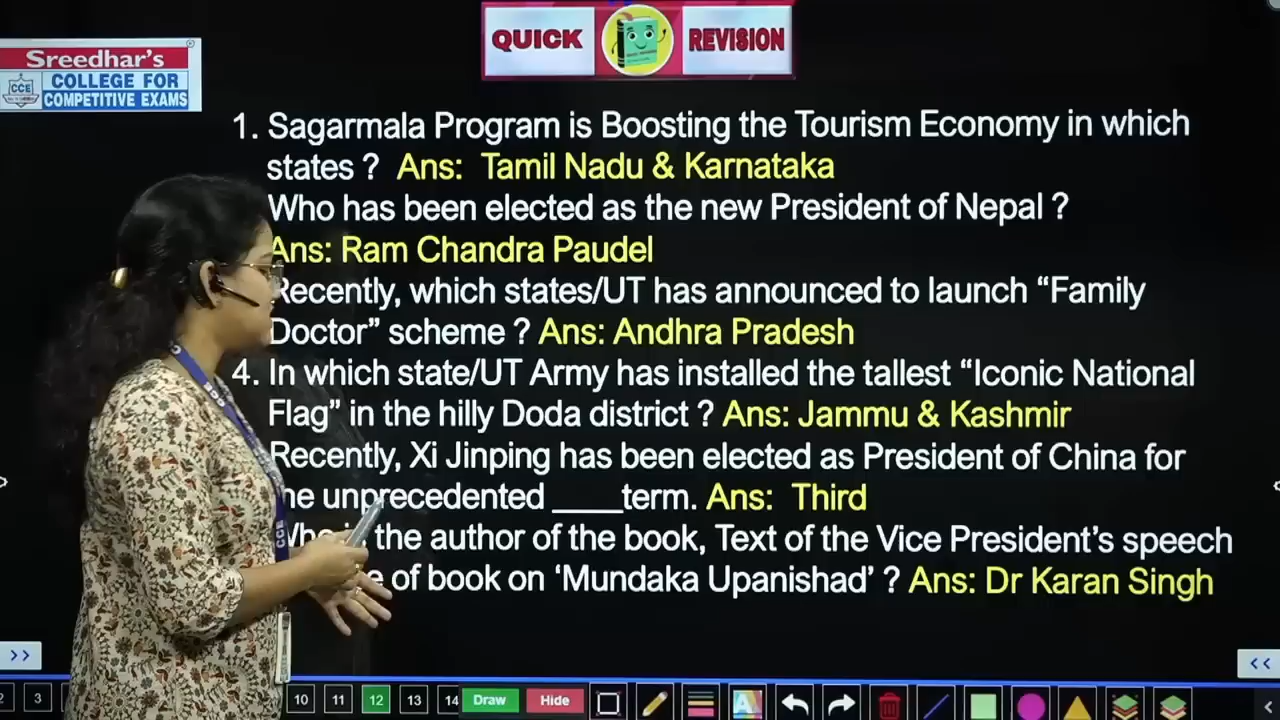 QUICK REVISION
Sreedhar's
CCE
COLLEGE FOR
COMPETITIVE EXAMS
1. Sagarmala Program is Boosting the Tourism Economy in which
states ? Ans: Tamil Nadu & Karnataka
Who has been elected as the new President of Nepal ?
Ans: Ram Chandra Paudel
Recently, which states/UT has announced to launch “Family
Doctor” scheme ? Ans: Andhra Pradesh
4. In which state/UT Army has installed the tallest “Iconic National
Flag” in the hilly Doda district ? Ans: Jammu & Kashmir
Recently, Xi Jinping has been elected as President of China for
unprecedented ____term. Ans: Third
Who the author of the book, Text of the Vice President’s speech
of book on ‘Mundaka Upanishad’ ? Ans: Dr Karan Singh
CCE
>> <<
2 3 10 11 12 13 14 Draw Hide A <